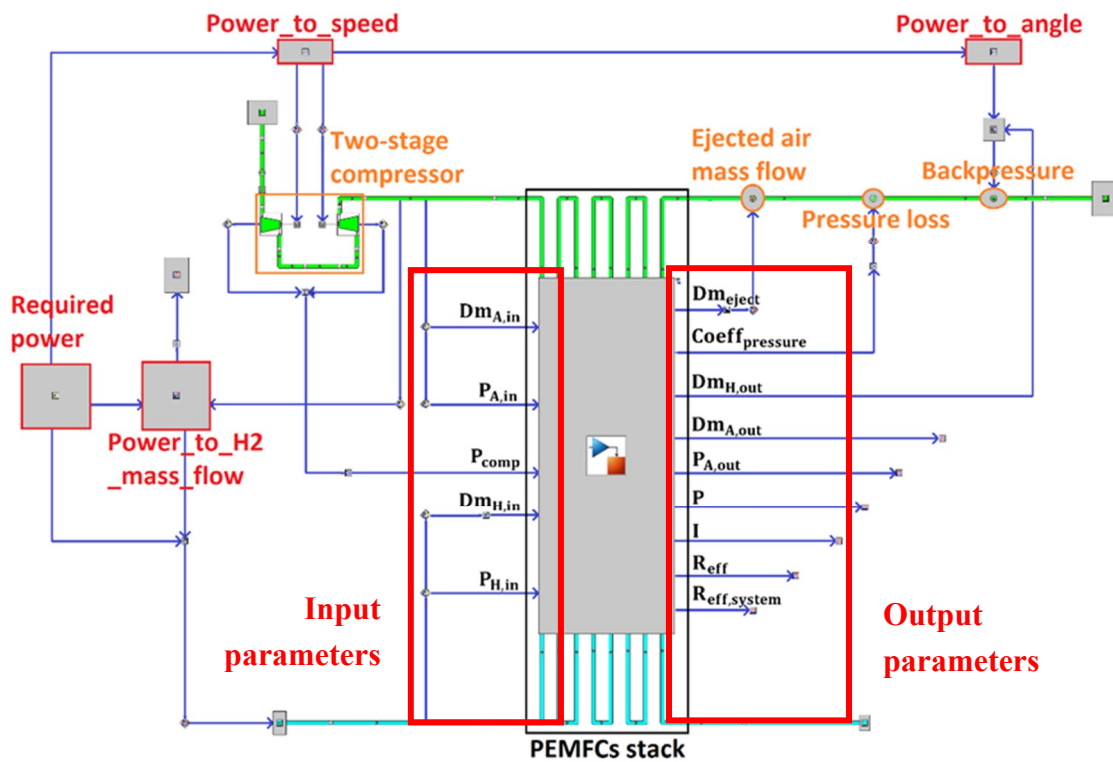 Power_to_speed
Power_to_angle
Two-stage
compressor
Ejected air
mass flow
Backpressure
Pressure loss
Required
power
Power_to_H2
_mass_flow
Dm_A,in
P_A,in
P_comp
Dm_H,in
P_H,in
Dm_eject
Coeff_pressure
Dm_H,out
Dm_A,out
P_A,out
P
I
R_eff
R_eff,system
Input
parameters
Output
parameters
PEMFCs stack